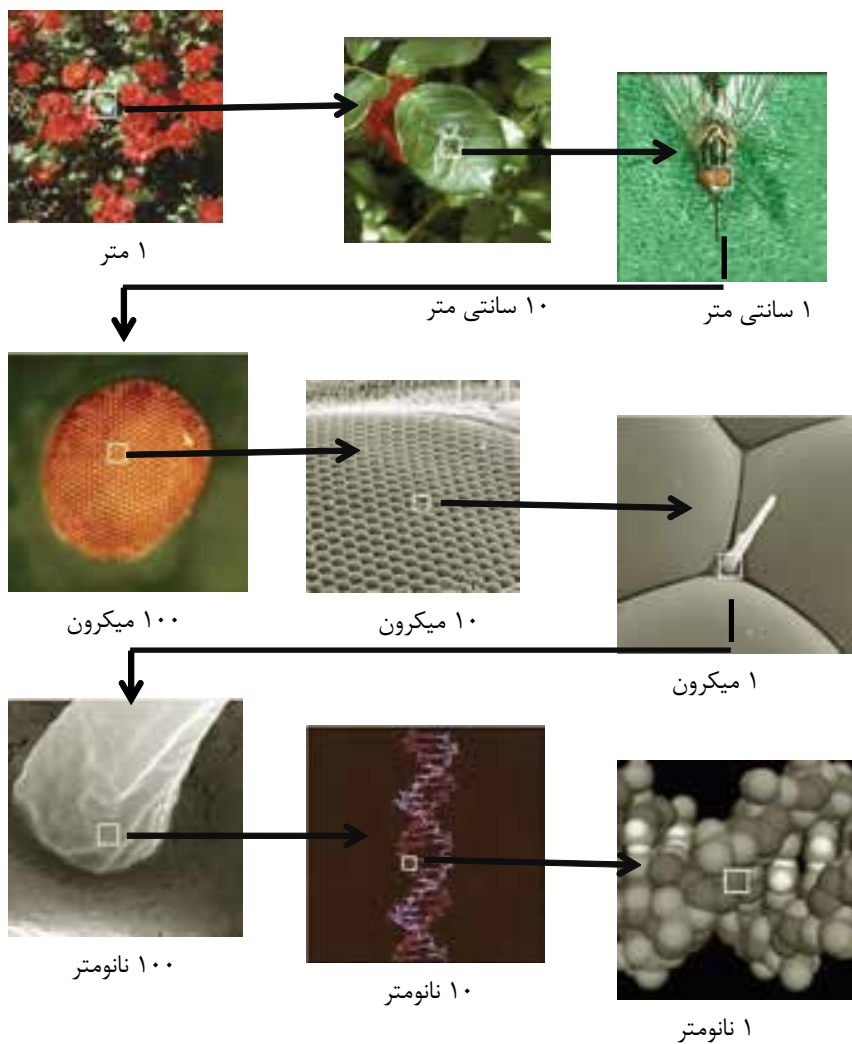 ۱ متر
۱۰ سانتی متر
۱ سانتی متر
۱۰۰ میکرون
۱۰ میکرون
۱ میکرون
۱۰۰ نانومتر
۱۰ نانومتر
۱ نانومتر